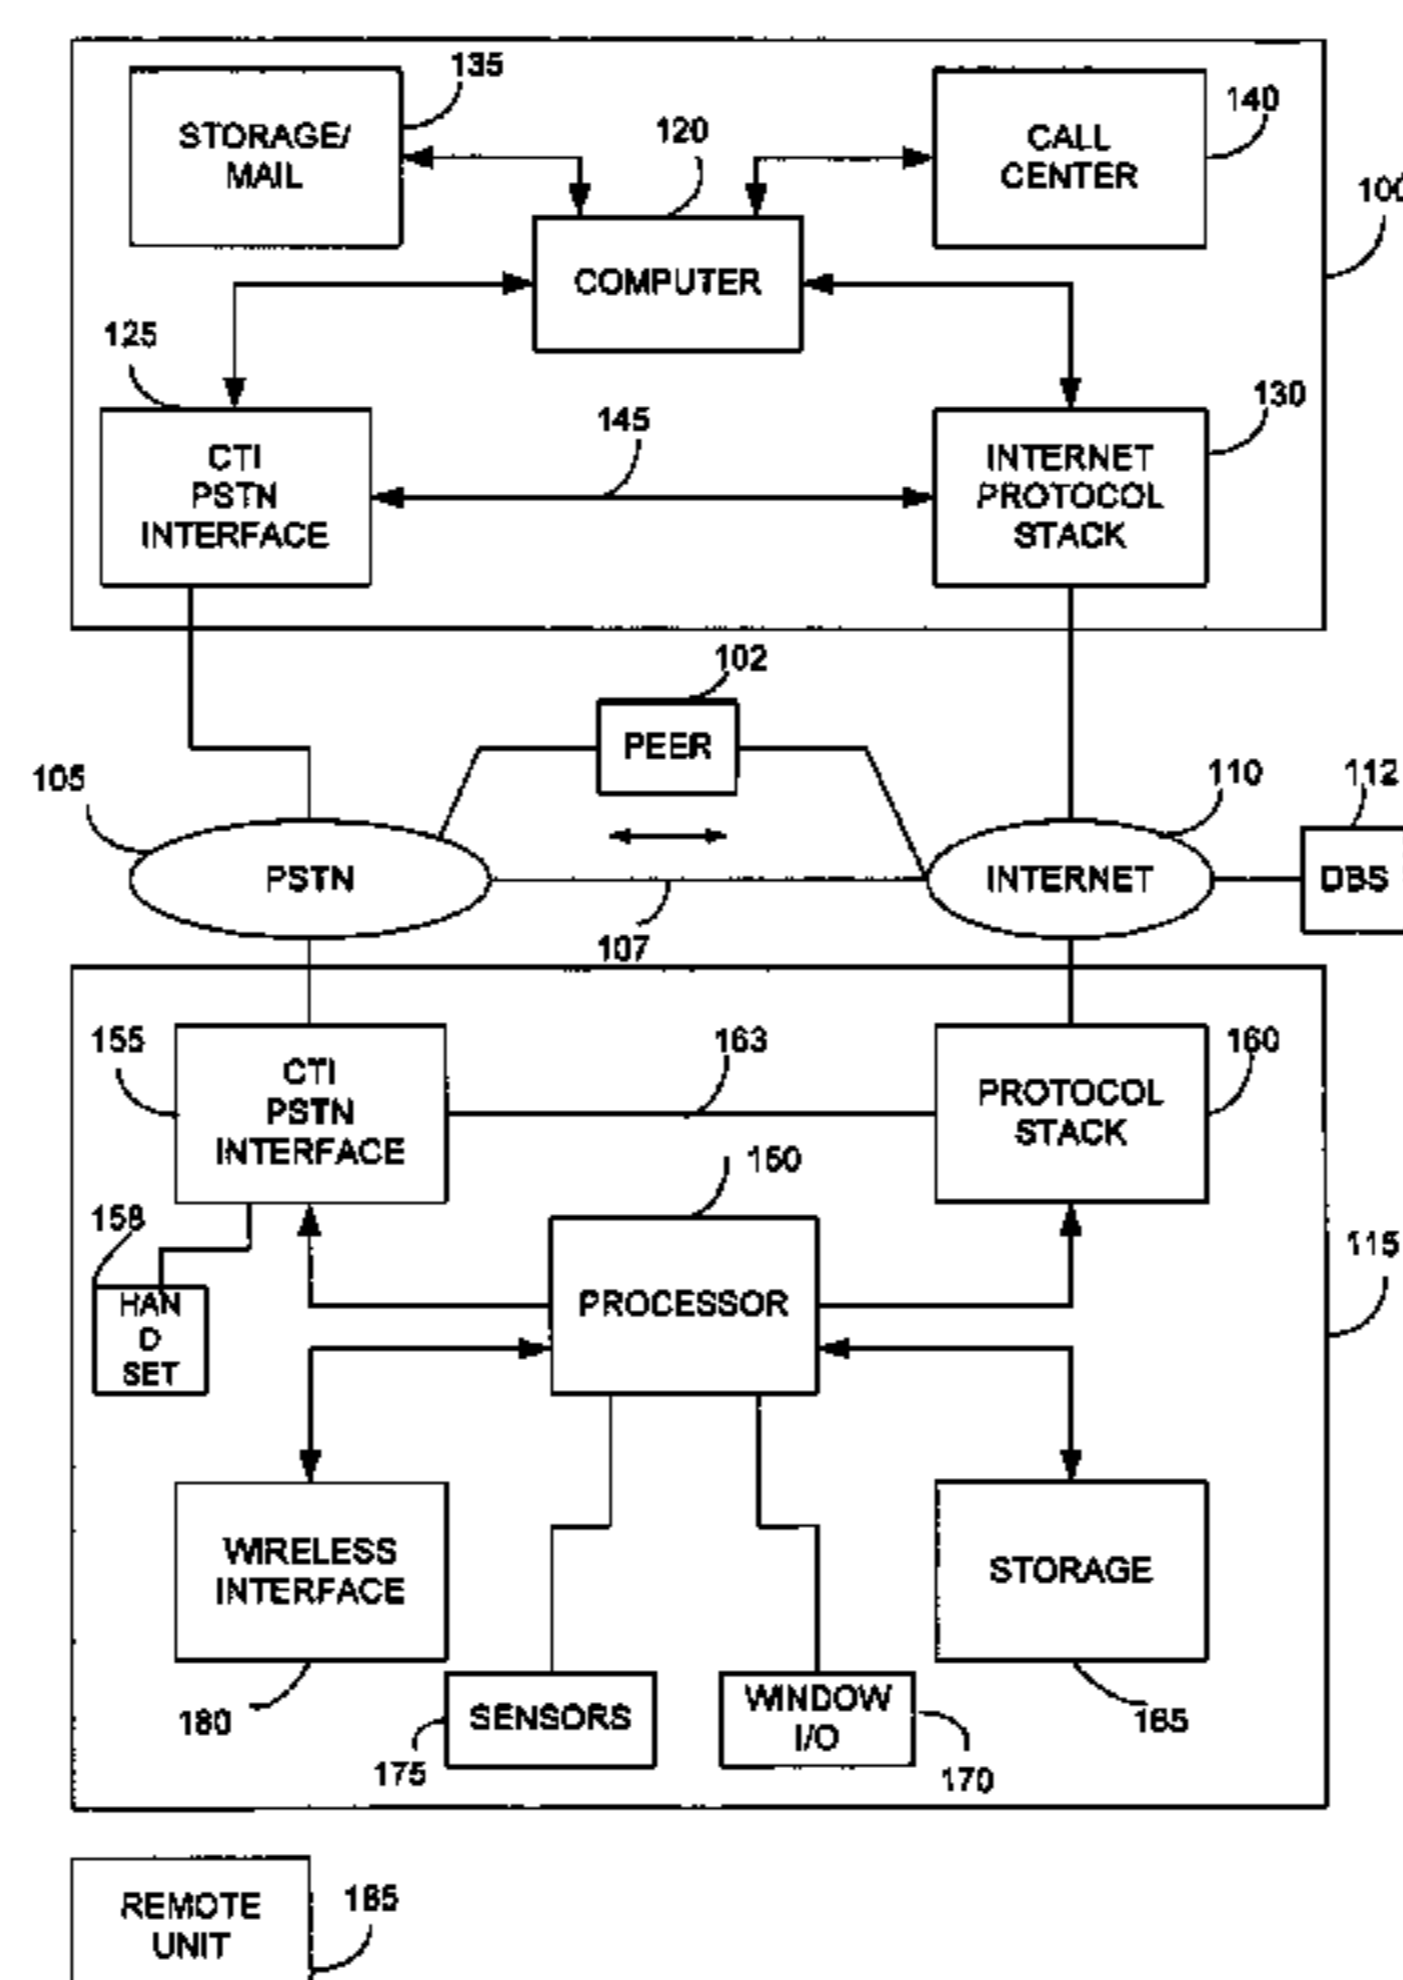 135
STORAGE/
MAIL
120
CALL
CENTER
140
100
COMPUTER
125
CTI
PSTN
INTERFACE
145
INTERNET
PROTOCOL
STACK
130
102
PEER
105
PSTN
107
110
INTERNET
112
DBS
155
CTI
PSTN
INTERFACE
163
PROTOCOL
STACK
160
150
158
HAN
D
SET
PROCESSOR
115
WIRELESS
INTERFACE
180
STORAGE
165
SENSORS
175
WINDOW
I/O
170
REMOTE
UNIT
185